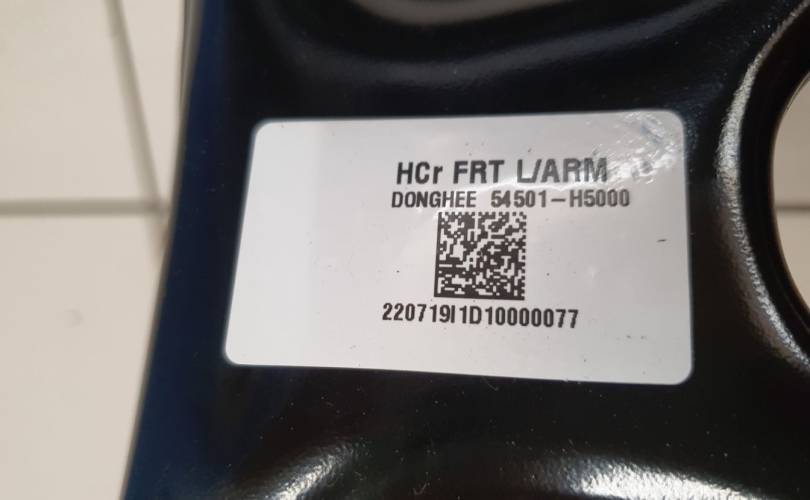 HCr FRT L/ARM
DONGHEE 54501-H5000
220719I1D10000077